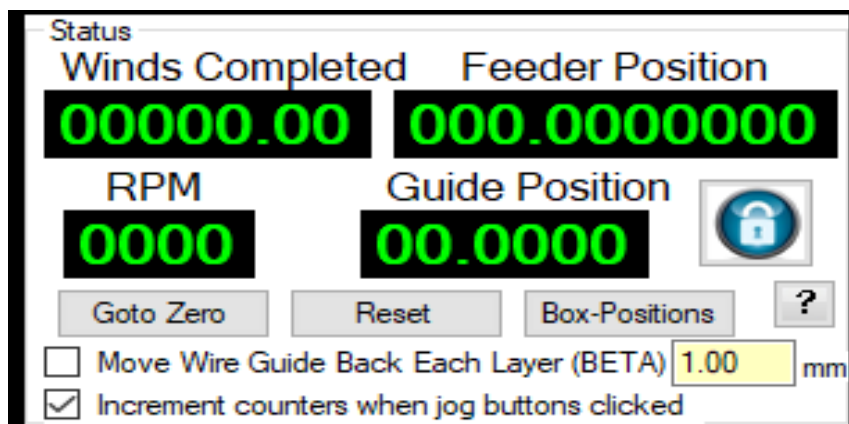 Status
Winds Completed Feeder Position
00000.00 000.0000000
RPM Guide Position
0000 00.0000
Goto Zero Reset Box-Positions ?
Move Wire Guide Back Each Layer (BETA) 1.00 mm
Increment counters when jog buttons clicked